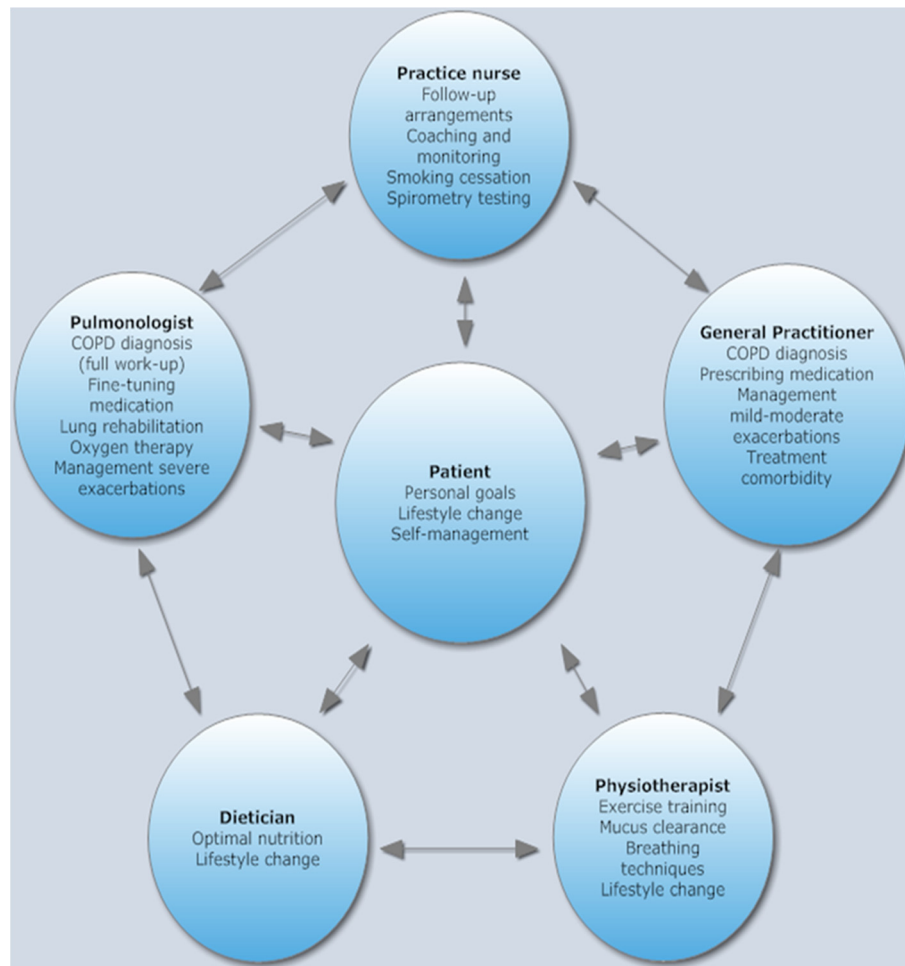 Practice nurse
Follow-up
arrangements
Coaching and
monitoring
Smoking cessation
Spirometry testing
Pulmonologist
COPD diagnosis
(full work-up)
Fine-tuning
medication
Lung rehabilitation
Oxygen therapy
Management severe
exacerbations
General Practitioner
COPD diagnosis
Prescribing medication
Management
mild-moderate
exacerbations
Treatment
comorbidity
Patient
Personal goals
Lifestyle change
Self-management
Dietician
Optimal nutrition
Lifestyle change
Physiotherapist
Exercise training
Mucus clearance
Breathing
techniques
Lifestyle change